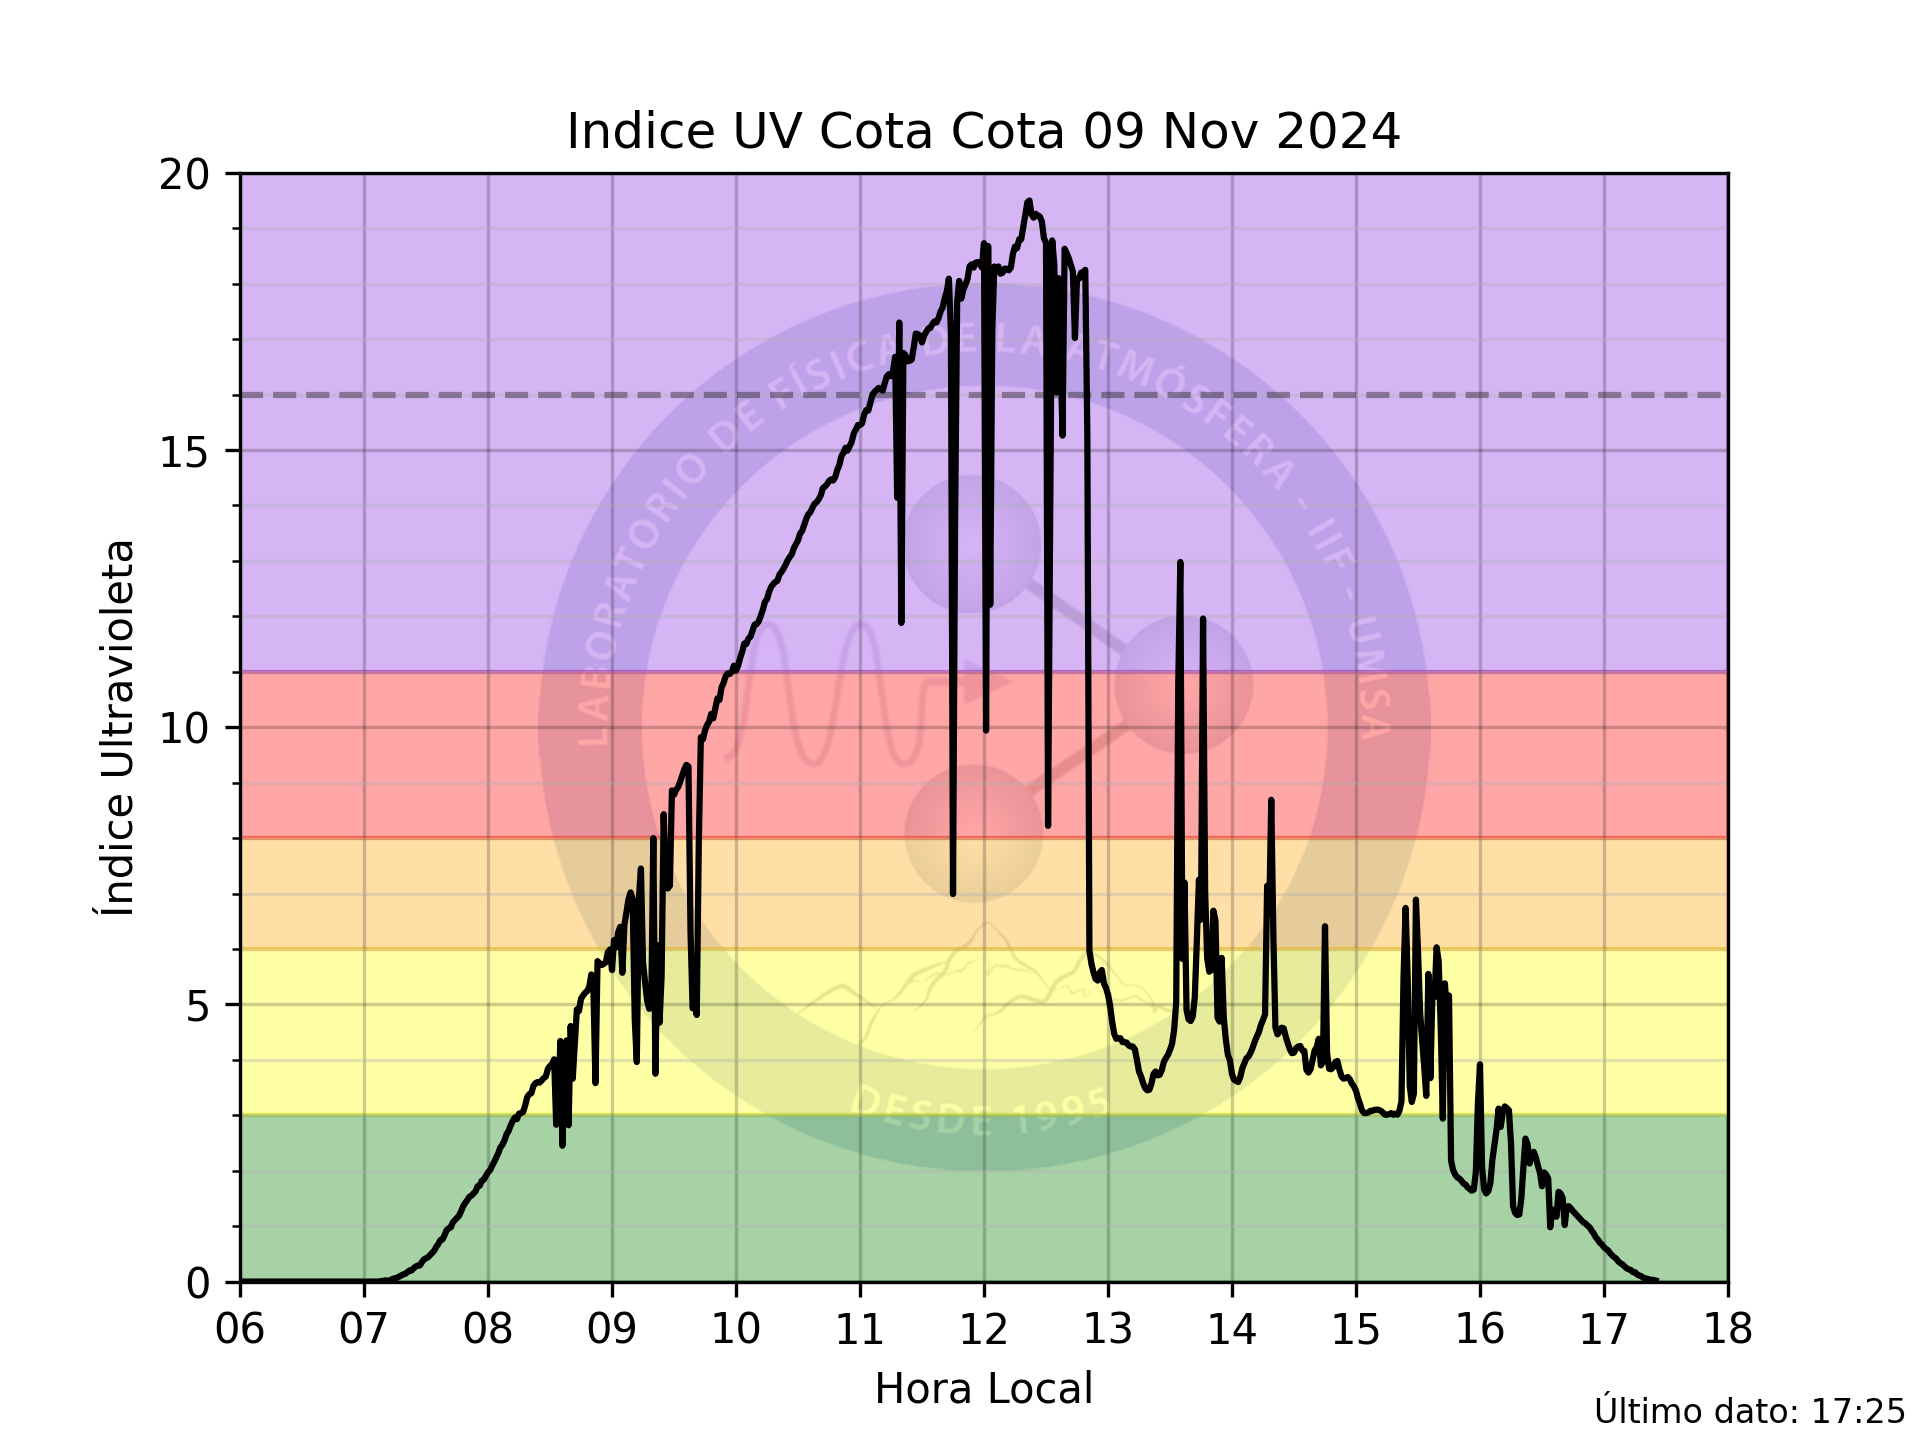 Indice UV Cota Cota 09 Nov 2024
20
15
10
5
0
Índice Ultravioleta
LABORATORIO DE FÍSICA DE LA ATMÓSFERA - IIF - UMSA
DESDE 1995
06 07 08 09 10 11 12 13 14 15 16 17 18
Hora Local
Último dato: 17:25